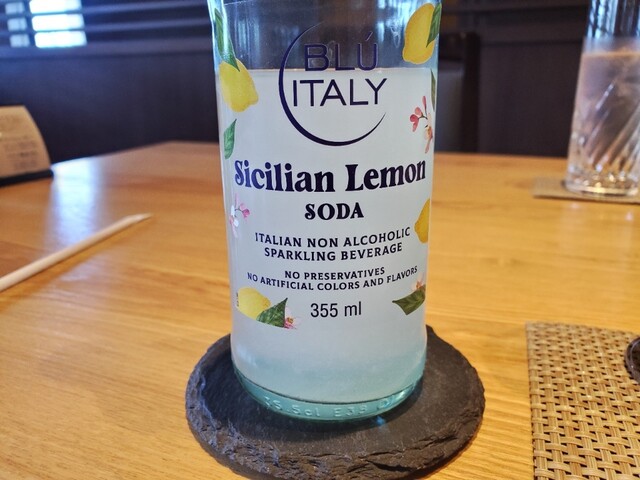 BLÚ
ITALY
Sicilian Lemon
SODA
ITALIAN NON ALCOHOLIC
SPARKLING BEVERAGE
NO PRESERVATIVES
NO ARTIFICIAL COLORS AND FLAVORS
355 ml